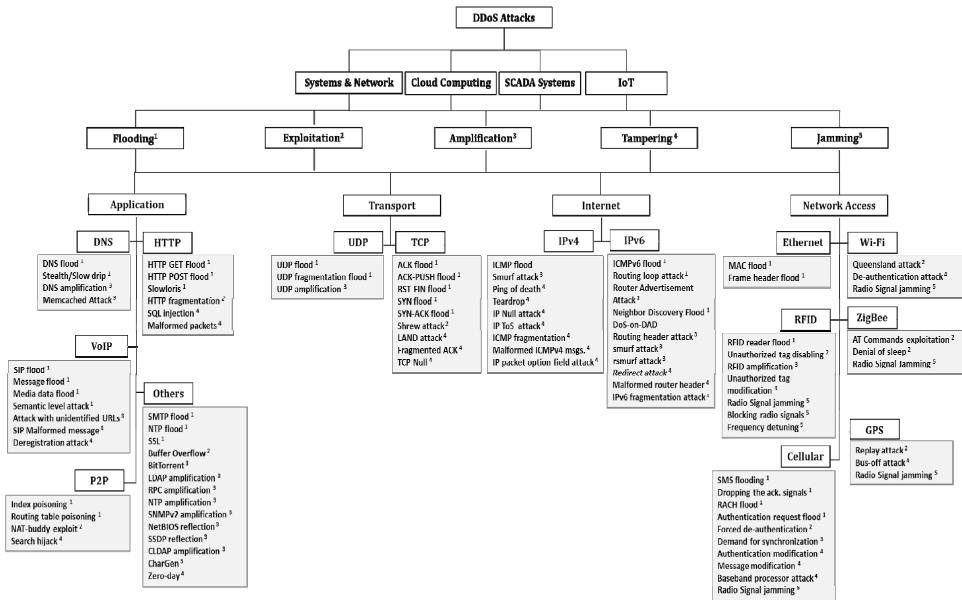 DDoS Attacks
Systems & Network
Cloud Computing
SCADA Systems
IoT
Flooding¹
Exploitation²
Amplification³
Tampering ⁴
Jamming⁵
Application
Transport
Internet
Network Access
DNS
DNS flood ¹
Stealth/Slow drip ¹
DNS amplification ³
Memcached Attack³
HTTP
HTTP GET Flood ¹
HTTP POST flood ¹
Slowloris ¹
HTTP fragmentation ²
SQL injection ⁴
Malformed packets ⁴
VoIP
SIP flood ¹
Message flood ¹
Media data flood ¹
Semantic level attack ¹
Attack with unidentified URLs ³
SIP Malformed message ⁴
Deregistration attack ⁴
Others
SMTP flood ¹
NTP flood ¹
SSL ¹
Buffer Overflow ²
BitTorrent ³
LDAP amplification ³
RPC amplification ³
NTP amplification ³
SNMPv2 amplification ³
NetBIOS reflection ³
SSDP reflection ³
CLDAP amplification ³
CharGen ³
Zero-day ⁴
P2P
Index poisoning ¹
Routing table poisoning ¹
NAT-buddy exploit ²
Search hijack ⁴
UDP
UDP flood ¹
UDP fragmentation flood ¹
UDP amplification ³
TCP
ACK flood ¹
ACK-PUSH flood ¹
RST FIN flood ¹
SYN flood ¹
SYN-ACK flood ¹
Shrew attack ²
LAND attack ⁴
Fragmented ACK ⁴
TCP Null ⁴
IPv4
ICMP flood
Smurf attack ³
Ping of death ⁴
Teardrop ⁴
IP Null attack ⁴
IP ToS attack ⁴
ICMP fragmentation ⁴
Malformed ICMPv4 msgs. ⁴
IP packet option field attack ⁴
IPv6
ICMPv6 flood ¹
Routing loop attack ¹
Router Advertisement
Attack ¹
Neighbor Discovery Flood ¹
DoS-on-DAD
Routing header attack ³
smurf attack ³
rsmurf attack ³
Redirect attack ⁴
Malformed router header ⁴
IPv6 fragmentation attack ⁴
Ethernet
MAC flood ¹
Frame header flood ¹
Wi-Fi
Queensland attack ²
De-authentication attack ²
Radio Signal jamming ⁵
RFID
RFID reader flood ¹
Unauthorized tag disabling ²
RFID amplification ³
Unauthorized tag
modification ⁴
Radio Signal jamming ⁵
Blocking radio signals ⁵
Frequency detuning ⁵
ZigBee
AT Commands exploitation ²
Denial of sleep ²
Radio Signal jamming ⁵
GPS
Replay attack ²
Bus-off attack ⁴
Radio Signal jamming ⁵
Cellular
SMS flooding ¹
Dropping the ack. signals ¹
RACH flood ¹
Authentication request flood ¹
Forced de-authentication ²
Demand for synchronization ³
Authentication modification ⁴
Message modification ⁴
Baseband processor attack ⁴
Radio Signal jamming ⁵